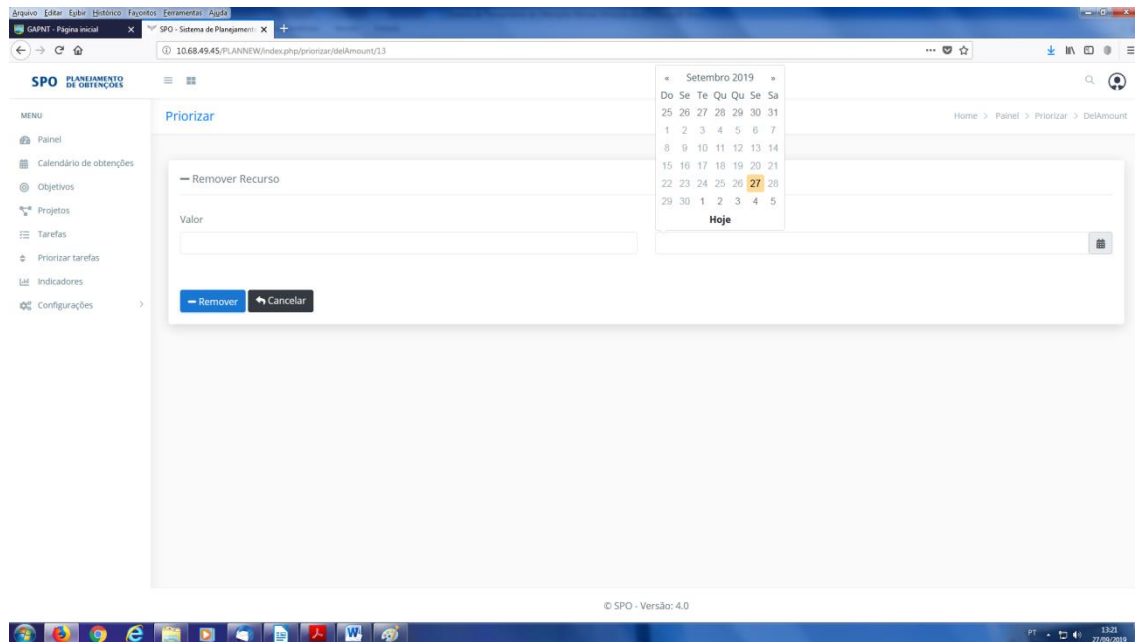 Arquivo Editar Exibir Histórico Favoritos Ferramentas Ajuda
GAPNT - Página inicial
SPO - Sistema de Planejament
10.68.49.45/PLANNEW/index.php/priorizar/delAmount/13
SPO PLANEJAMENTO DE OBTENÇÕES
MENU
Painel
Calendário de obtenções
Objetivos
Projetos
Tarefas
Priorizar tarefas
Indicadores
Configurações >
Priorizar
Home > Painel > Priorizar > DelAmount
Remover Recurso
Valor
« Setembro 2019 »
Do Se Te Qu Qu Se Sa
25 26 27 28 29 30 31
1 2 3 4 5 6 7
8 9 10 11 12 13 14
15 16 17 18 19 20 21
22 23 24 25 26 27 28
29 30 1 2 3 4 5
Hoje
Remover
Cancelar
© SPO - Versão: 4.0
PT
13:21
27/09/2019